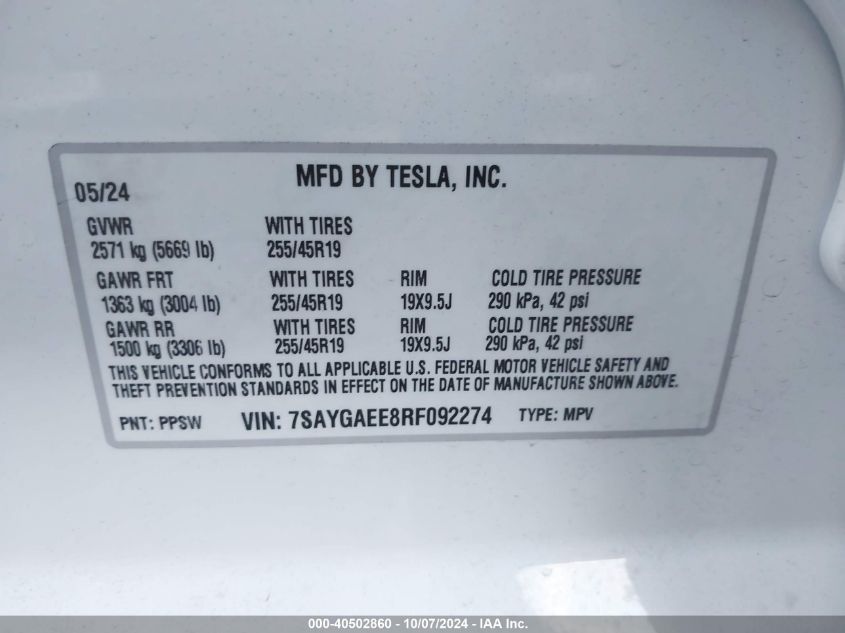 MFD BY TESLA, INC.
05/24
GVWR WITH TIRES
2571 kg (5669 lb) 255/45R19
GAWR FRT WITH TIRES RIM COLD TIRE PRESSURE
1363 kg (3004 lb) 255/45R19 19X9.5J 290 kPa, 42 psi
GAWR RR WITH TIRES RIM COLD TIRE PRESSURE
1500 kg (3306 lb) 255/45R19 19X9.5J 290 kPa, 42 psi
THIS VEHICLE CONFORMS TO ALL APPLICABLE U.S. FEDERAL MOTOR VEHICLE SAFETY AND
THEFT PREVENTION STANDARDS IN EFFECT ON THE DATE OF MANUFACTURE SHOWN ABOVE.
PNT: PPSW VIN: 7SAYGAEE8RF092274 TYPE: MPV
000-40502860 - 10/07/2024 - IAA Inc.